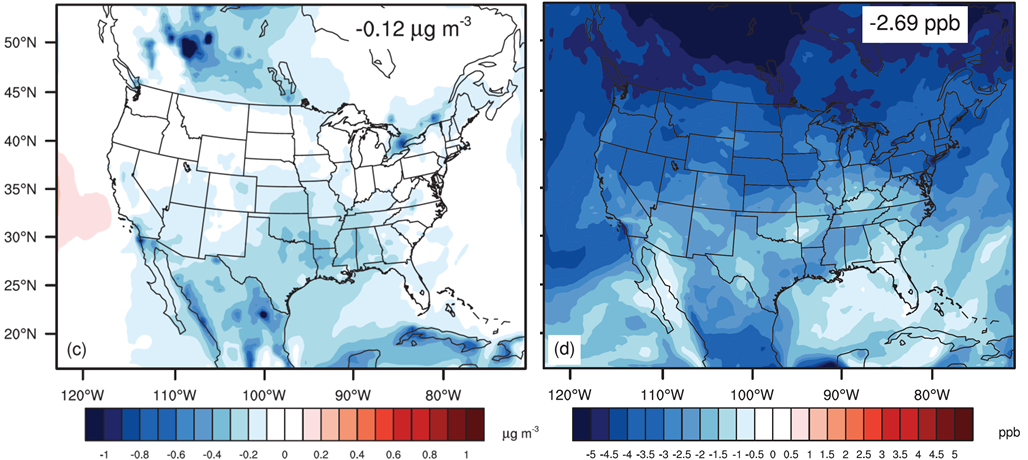 -0.12 µg m⁻³
50°N
45°N
40°N
35°N
30°N
25°N
20°N
(c)
120°W 110°W 100°W 90°W 80°W
-1 -0.8 -0.6 -0.4 -0.2 0 0.2 0.4 0.6 0.8 1
µg m⁻³
-2.69 ppb
(d)
120°W 110°W 100°W 90°W 80°W
-5 -4.5 -4 -3.5 -3 -2.5 -2 -1.5 -1 -0.5 0 0.5 1 1.5 2 2.5 3 3.5 4 4.5 5
ppb